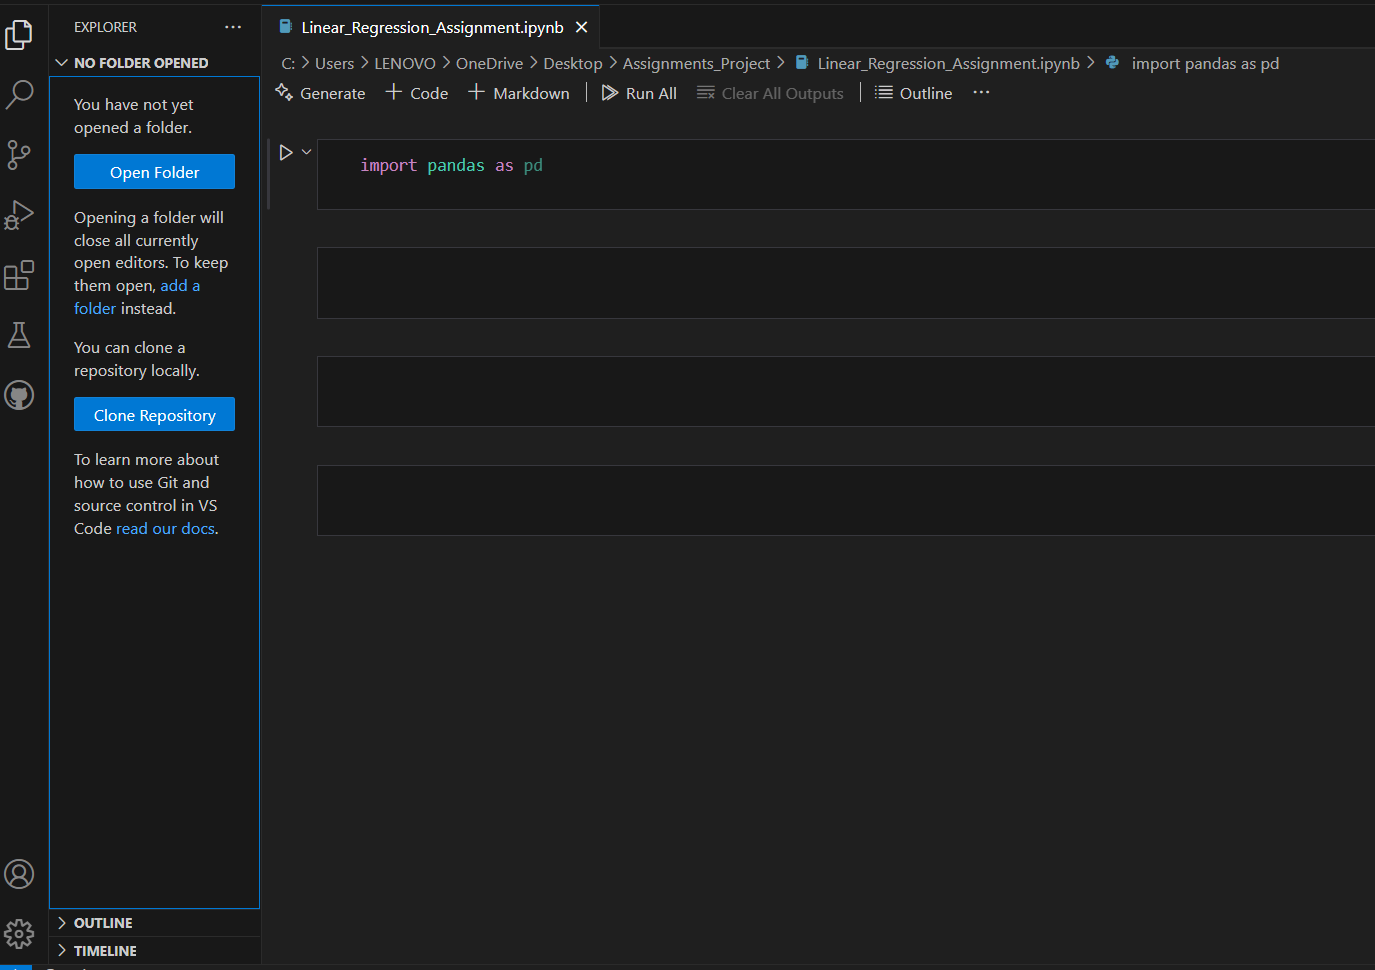 EXPLORER
NO FOLDER OPENED
You have not yet
opened a folder.
Open Folder
Opening a folder will
close all currently
open editors. To keep
them open, add a
folder instead.
You can clone a
repository locally.
Clone Repository
To learn more about
how to use Git and
source control in VS
Code read our docs.
OUTLINE
TIMELINE
Linear_Regression_Assignment.ipynb
C: > Users > LENOVO > OneDrive > Desktop > Assignments_Project > Linear_Regression_Assignment.ipynb > import pandas as pd
Generate + Code + Markdown | Run All Clear All Outputs | Outline ...
import pandas as pd